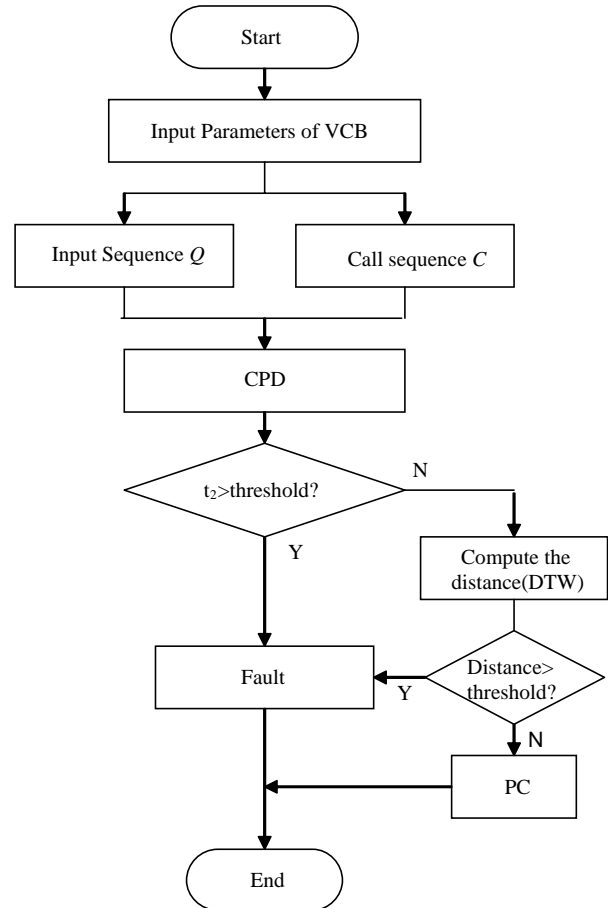 Start
Input Parameters of VCB
Input Sequence Q
Call sequence C
CPD
t₂>threshold?
N
Y
Compute the
distance(DTW)
Distance>
threshold?
Fault
Y
N
PC
End